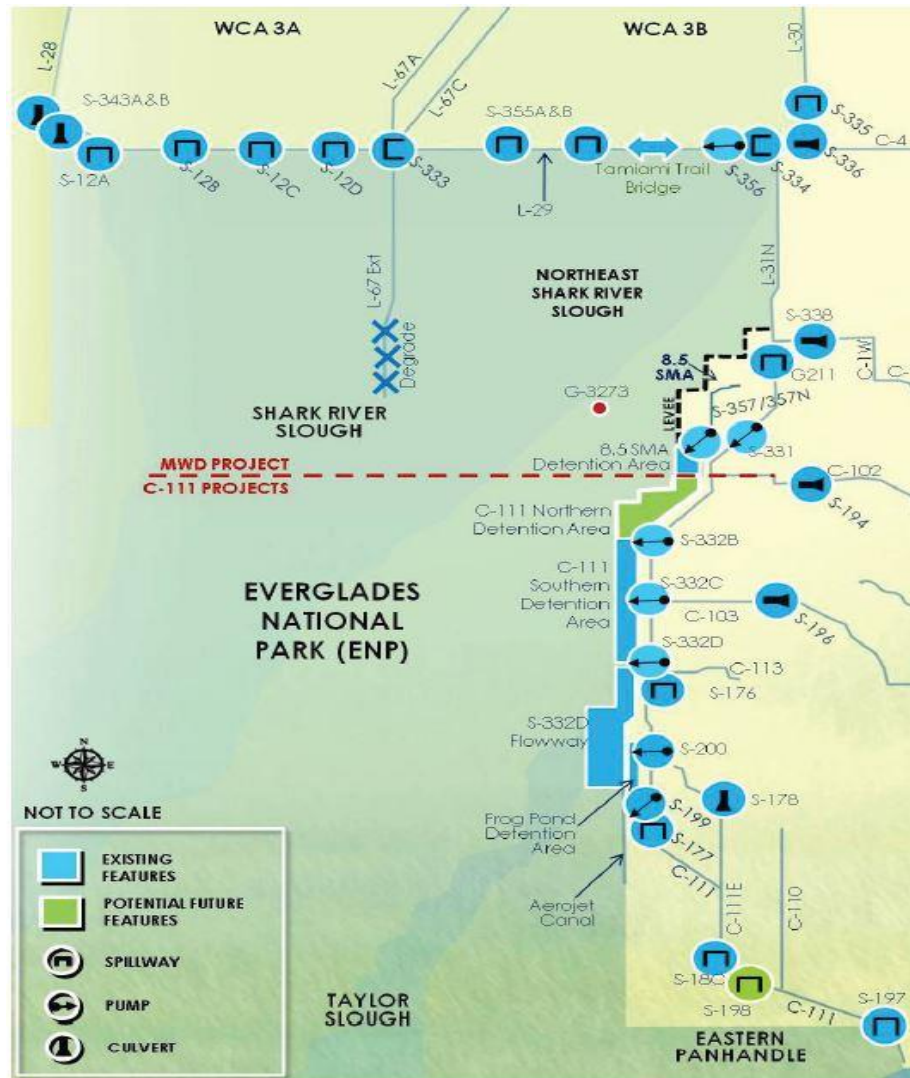 WCA 3A
WCA 3B
L-28
L-67A
L-67C
L-30
S-343A&B
S-355A&B
S-335
C-4
S-12A
S-12B
S-12C
S-12D
S-333
Tamiami Trail
Bridge
S-356
S-334
S-336
L-29
L-67 Ext
L-31N
NORTHEAST
SHARK RIVER
SLOUGH
S-338
C-1W
C-
8.5
SMA
G211
Degrade
G-3273
LEVEE
S-357/357N
SHARK RIVER
SLOUGH
S-331
8.5 SMA
Detention Area
MWD PROJECT
C-111 PROJECTS
C-102
S-194
C-111 Northern
Detention Area
S-332B
C-111
Southern
Detention
Area
S-332C
C-103
S-196
EVERGLADES
NATIONAL
PARK (ENP)
S-332D
C-113
S-176
S-332D
Flowway
S-200
N
W E
S
NOT TO SCALE
S-178
S-199
Frog Pond
Detention
Area
S-177
C-111
Aerojet
Canal
C-111E
C-110
EXISTING
FEATURES
POTENTIAL FUTURE
FEATURES
SPILLWAY
PUMP
CULVERT
S-18C
S-198
C-111
S-197
TAYLOR
SLOUGH
EASTERN
PANHANDLE